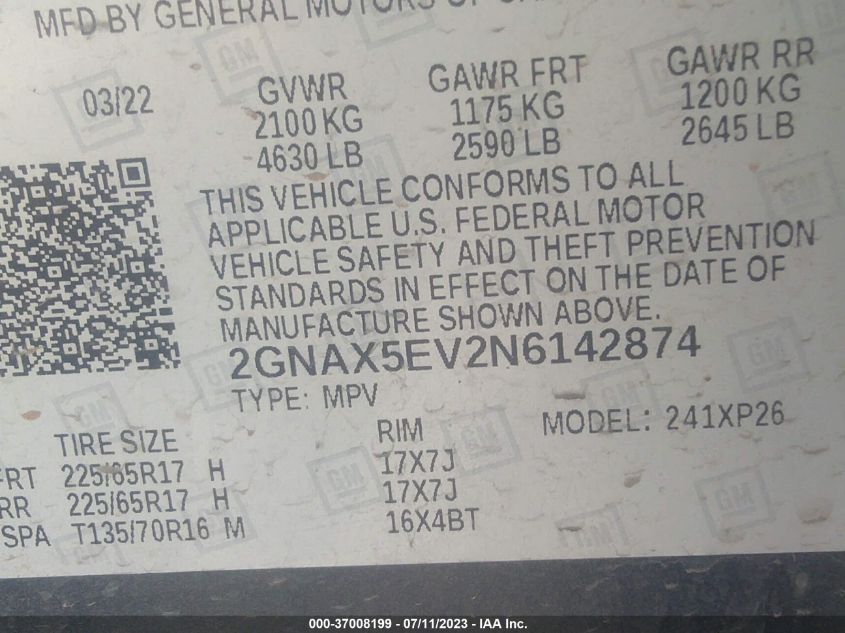 MFD BY GENERAL MOTORS OF
03/22
GVWR GAWR FRT GAWR RR
2100 KG 1175 KG 1200 KG
4630 LB 2590 LB 2645 LB
THIS VEHICLE CONFORMS TO ALL
APPLICABLE U.S. FEDERAL MOTOR
VEHICLE SAFETY AND THEFT PREVENTION
STANDARDS IN EFFECT ON THE DATE OF
MANUFACTURE SHOWN ABOVE.
2GNAX5EV2N6142874
TYPE: MPV
TIRE SIZE RIM MODEL: 241XP26
FRT 225/65R17 H 17X7J
RR 225/65R17 H 17X7J
SPA T135/70R16 M 16X4BT
000-37008199 - 07/11/2023 - IAA Inc.